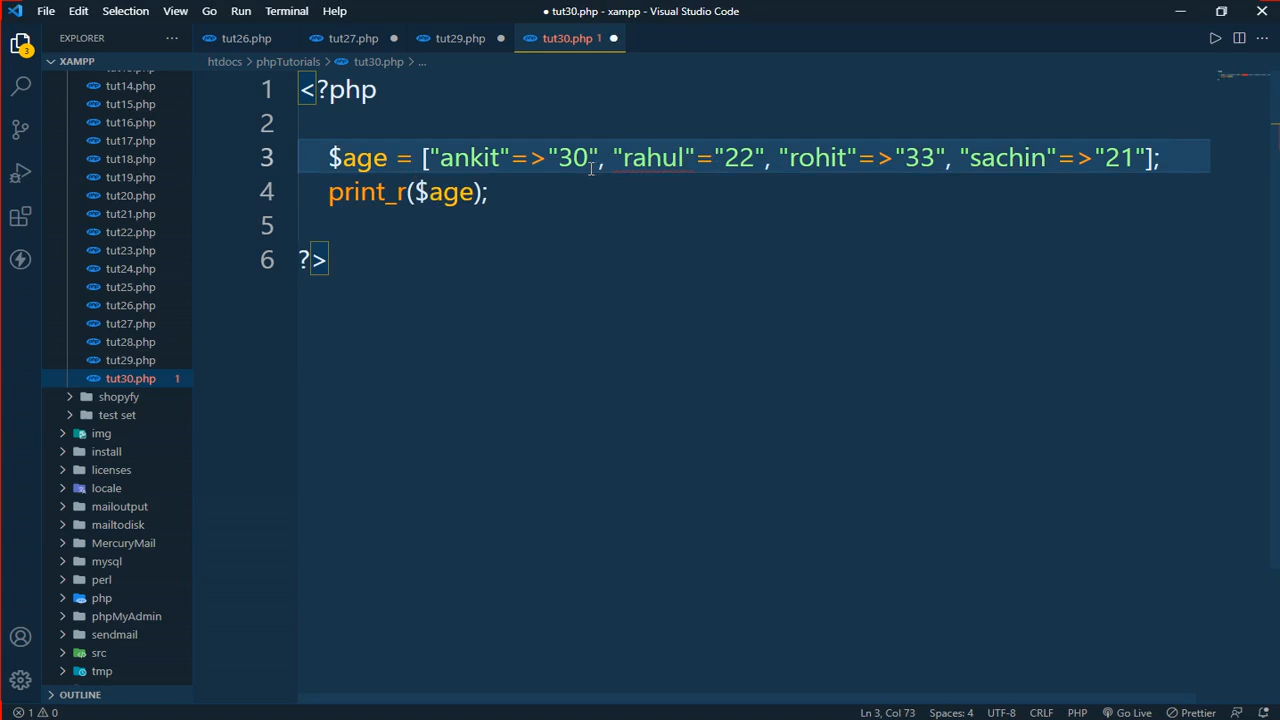 File Edit Selection View Go Run Terminal Help ● tut30.php - xampp - Visual Studio Code
EXPLORER ··· tut26.php tut27.php tut29.php tut30.php 1
XAMPP htdocs > phpTutorials > tut30.php > ...
3
tut14.php
tut15.php
tut16.php
tut17.php
tut18.php
tut19.php
tut20.php
tut21.php
tut22.php
tut23.php
tut24.php
tut25.php
tut26.php
tut27.php
tut28.php
tut29.php
tut30.php 1
shopyfy
test set
img
install
licenses
locale
mailoutput
mailtodisk
MercuryMail
mysql
perl
php
phpMyAdmin
sendmail
src
tmp
OUTLINE
1 <?php
2
3 $age = ["ankit"=>"30", "rahul"="22", "rohit"=>"33", "sachin"=>"21"];
4 print_r($age);
5
6 ?>
1 0 Ln 3, Col 73 Spaces: 4 UTF-8 CRLF PHP Go Live Prettier